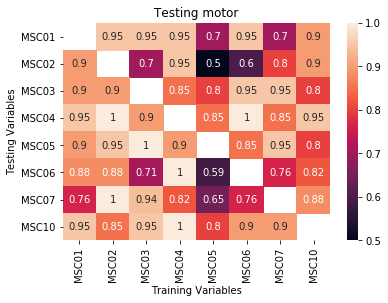 Testing motor
Testing Variables
MSC01 0.95 0.95 0.95 0.7 0.95 0.7 0.9
MSC02 0.9 0.7 0.95 0.5 0.6 0.8 0.9
MSC03 0.9 0.9 0.85 0.8 0.95 0.95 0.8
MSC04 0.95 1 0.9 0.85 1 0.85 0.95
MSC05 0.9 0.95 1 0.9 0.85 0.95 0.8
MSC06 0.88 0.88 0.71 1 0.59 0.76 0.82
MSC07 0.76 1 0.94 0.82 0.65 0.76 0.88
MSC10 0.95 0.85 0.95 1 0.8 0.9 0.9
MSC01 MSC02 MSC03 MSC04 MSC05 MSC06 MSC07 MSC10
Training Variables
1.0
0.9
0.8
0.7
0.6
0.5